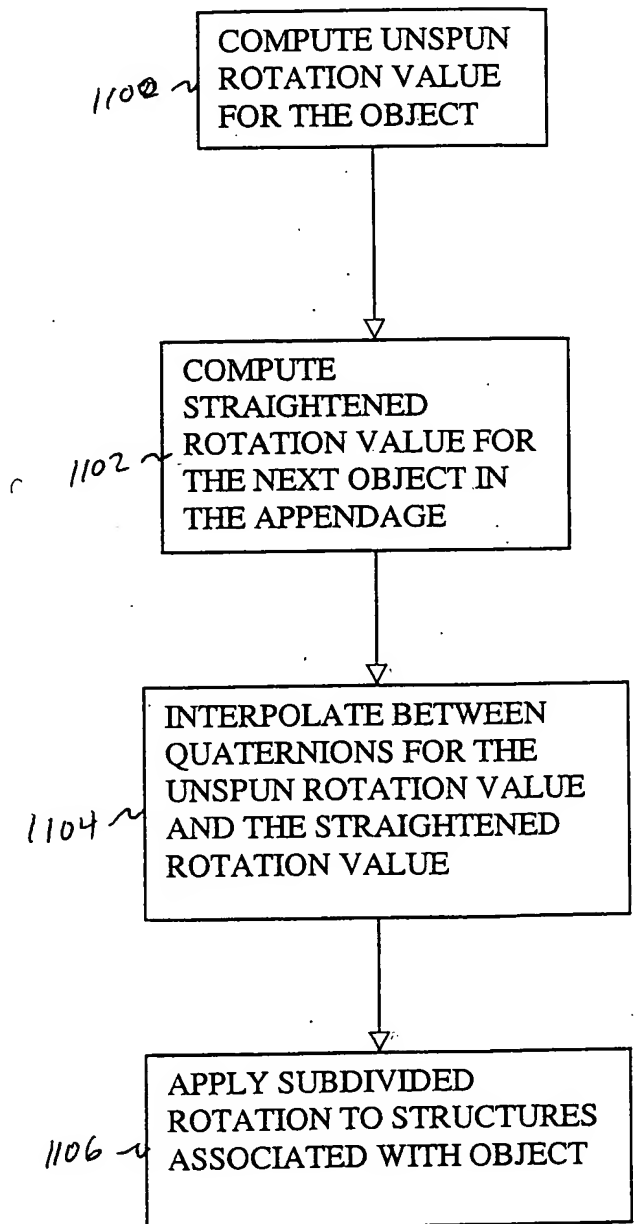 COMPUTE UNSPUN
ROTATION VALUE
FOR THE OBJECT
1100
COMPUTE
STRAIGHTENED
ROTATION VALUE FOR
THE NEXT OBJECT IN
THE APPENDAGE
1102
INTERPOLATE BETWEEN
QUATERNIONS FOR THE
UNSPUN ROTATION VALUE
AND THE STRAIGHTENED
ROTATION VALUE
1104
APPLY SUBDIVIDED
ROTATION TO STRUCTURES
ASSOCIATED WITH OBJECT
1106